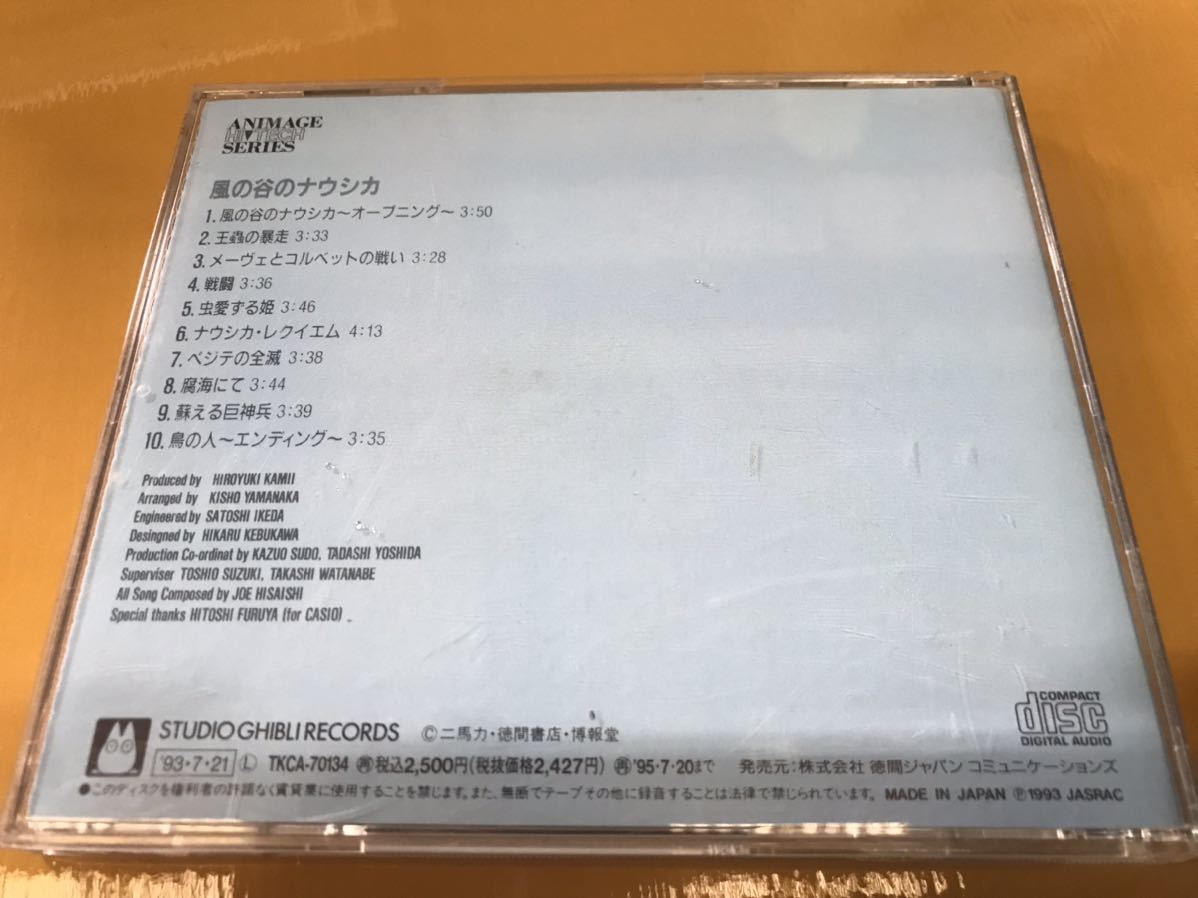 ANIMAGE
HI TECH
SERIES
風の谷のナウシカ
1. 風の谷のナウシカ〜オープニング〜 3:50
2. 王蟲の暴走 3:33
3. メーヴェとコルベットの戦い 3:28
4. 戦闘 3:36
5. 虫愛ずる姫 3:46
6. ナウシカ・レクイエム 4:13
7. ペジテの全滅 3:38
8. 腐海にて 3:44
9. 蘇える巨神兵 3:39
10. 鳥の人〜エンディング〜 3:35
Produced by HIROYUKI KAMII
Arranged by KISHO YAMANAKA
Engineered by SATOSHI IKEDA
Desingned by HIKARU KEBUKAWA
Production Co-ordinat by KAZUO SUDO, TADASHI YOSHIDA
Superviser TOSHIO SUZUKI, TAKASHI WATANABE
All Song Composed by JOE HISAISHI
Special thanks HITOSHI FURUYA (for CASIO)
STUDIO GHIBLI RECORDS ©二馬力・徳間書店・博報堂
COMPACT
disc
DIGITAL AUDIO
'93・7・21 Ⓛ TKCA-70134 ㊢税込2,500円(税抜価格2,427円) ㊢'95・7・20まで 発売元:株式会社 徳間ジャパン コミュニケーションズ
●このディスクを権利者の許諾なく賃貸業に使用することを禁じます。また、無断でテープその他に録音することは法律で禁じられています。 MADE IN JAPAN Ⓟ1993 JASRAC